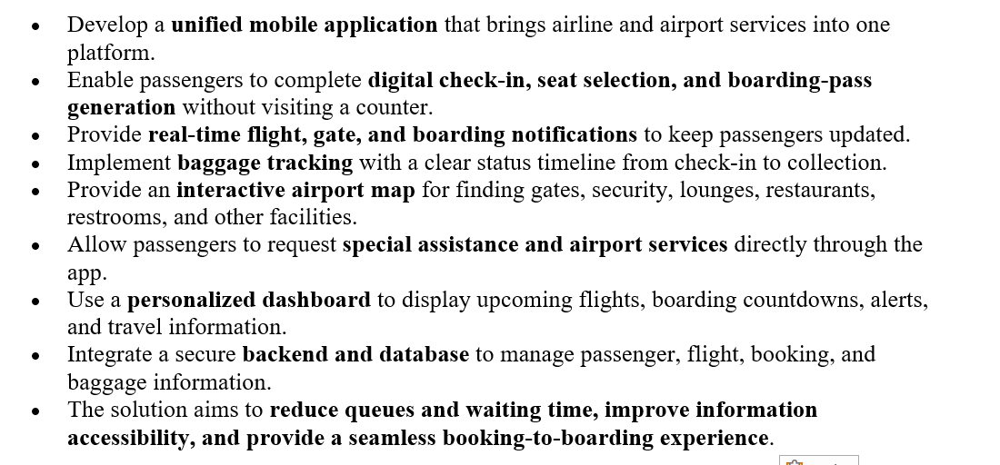 • Develop a unified mobile application that brings airline and airport services into one
platform.
• Enable passengers to complete digital check-in, seat selection, and boarding-pass
generation without visiting a counter.
• Provide real-time flight, gate, and boarding notifications to keep passengers updated.
• Implement baggage tracking with a clear status timeline from check-in to collection.
• Provide an interactive airport map for finding gates, security, lounges, restaurants,
restrooms, and other facilities.
• Allow passengers to request special assistance and airport services directly through the
app.
• Use a personalized dashboard to display upcoming flights, boarding countdowns, alerts,
and travel information.
• Integrate a secure backend and database to manage passenger, flight, booking, and
baggage information.
• The solution aims to reduce queues and waiting time, improve information
accessibility, and provide a seamless booking-to-boarding experience.